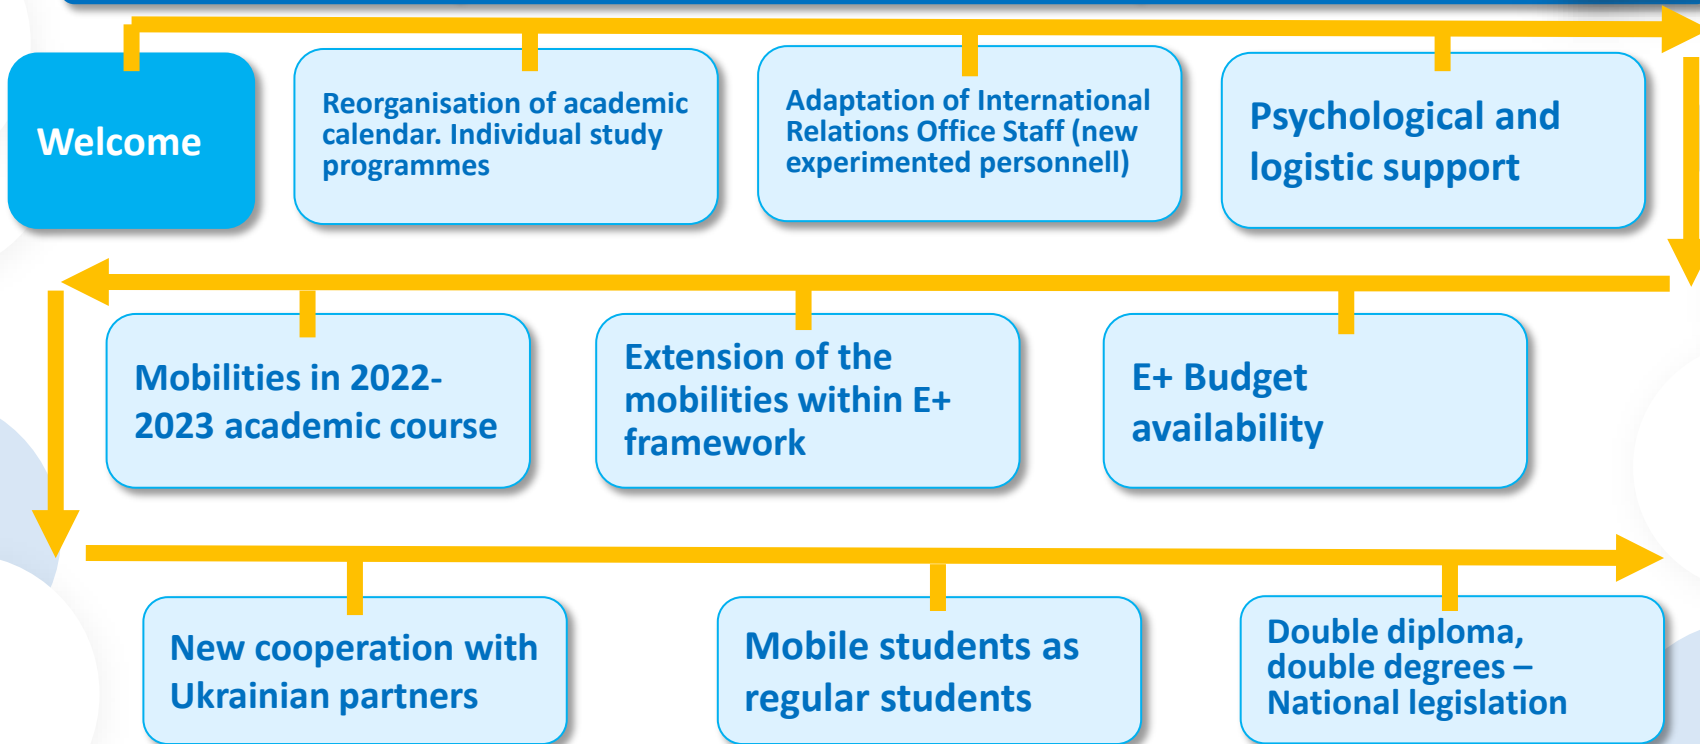 Welcome
Reorganisation of academic
calendar. Individual study
programmes
Adaptation of International
Relations Office Staff (new
experimented personnell)
Psychological and
logistic support
Mobilities in 2022-
2023 academic course
Extension of the
mobilities within E+
framework
E+ Budget
availability
New cooperation with
Ukrainian partners
Mobile students as
regular students
Double diploma,
double degrees –
National legislation